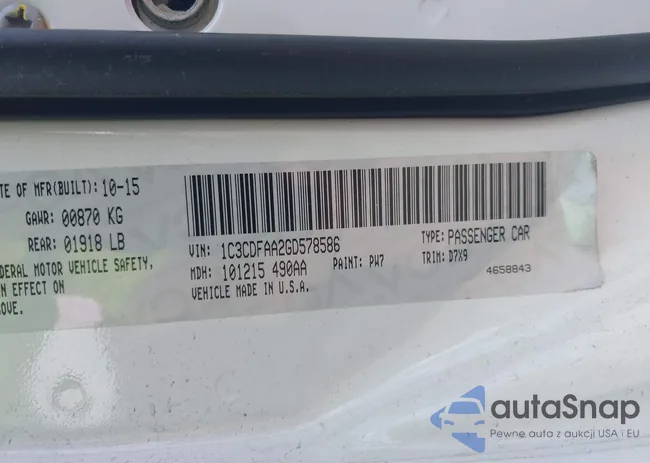 TE OF MFR(BUILT): 10-15
GAWR: 00870 KG
REAR: 01918 LB
DERAL MOTOR VEHICLE SAFETY,
IN EFFECT ON
OVE.
VIN: 1C3CDFAA2GD578586
TYPE: PASSENGER CAR
MDH: 101215 490AA
PAINT: PW7
TRIM: D7X9
VEHICLE MADE IN U.S.A.
4658843
autaSnap
Pewne auta z aukcji USA i EU